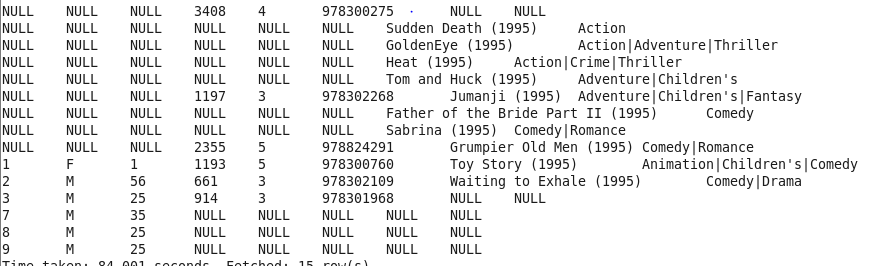 NULL NULL NULL 3408 4 978300275 NULL NULL
NULL NULL NULL NULL NULL NULL Sudden Death (1995) Action
NULL NULL NULL NULL NULL NULL GoldenEye (1995) Action|Adventure|Thriller
NULL NULL NULL NULL NULL NULL Heat (1995) Action|Crime|Thriller
NULL NULL NULL NULL NULL NULL Tom and Huck (1995) Adventure|Children's
NULL NULL NULL 1197 3 978302268 Jumanji (1995) Adventure|Children's|Fantasy
NULL NULL NULL NULL NULL NULL Father of the Bride Part II (1995) Comedy
NULL NULL NULL NULL NULL NULL Sabrina (1995) Comedy|Romance
NULL NULL NULL 2355 5 978824291 Grumpier Old Men (1995) Comedy|Romance
1 F 1 1193 5 978300760 Toy Story (1995) Animation|Children's|Comedy
2 M 56 661 3 978302109 Waiting to Exhale (1995) Comedy|Drama
3 M 25 914 3 978301968 NULL NULL
7 M 35 NULL NULL NULL NULL NULL
8 M 25 NULL NULL NULL NULL NULL
9 M 25 NULL NULL NULL NULL NULL
Time taken: 84.001 seconds, Fetched: 15 row(s)